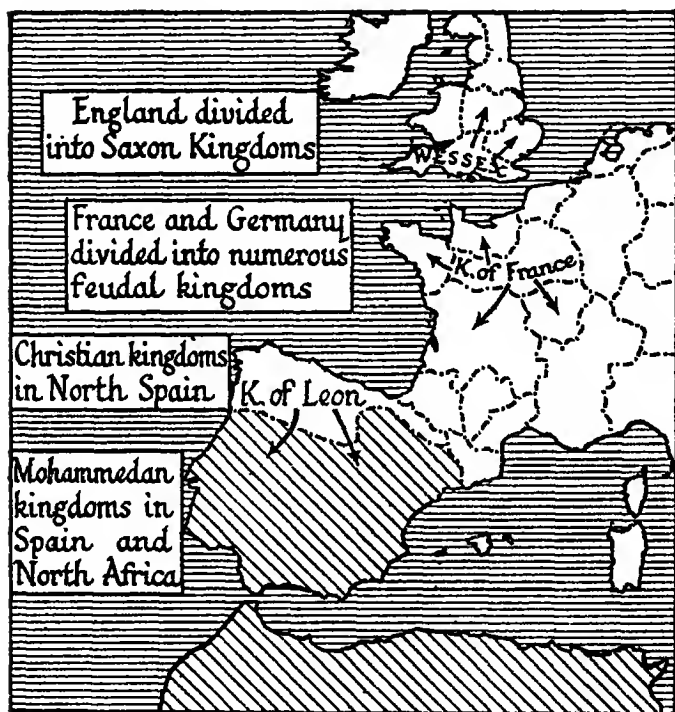 England divided
into Saxon Kingdoms
WESSEX
France and Germany
divided into numerous
feudal kingdoms
K. of France
Christian kingdoms
in North Spain
K. of Leon
Mohammedan
kingdoms in
Spain and
North Africa